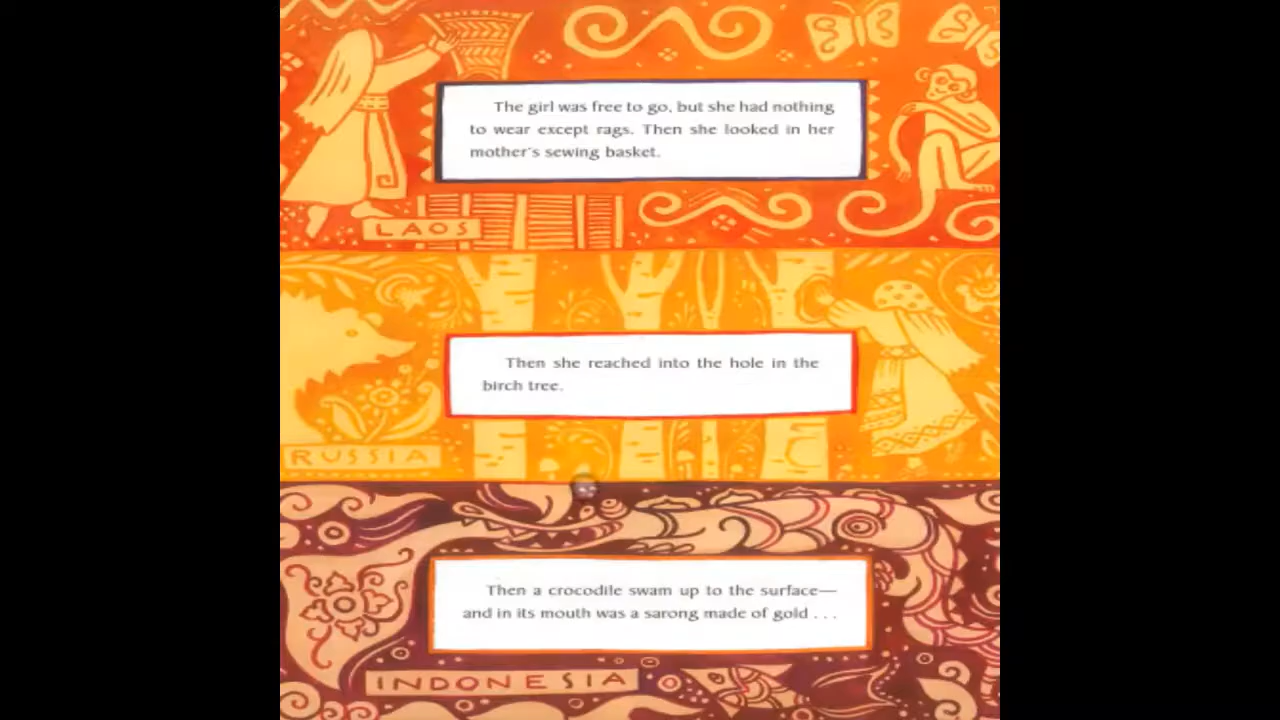 The girl was free to go, but she had nothing
to wear except rags. Then she looked in her
mother's sewing basket.
LAOS
Then she reached into the hole in the
birch tree.
RUSSIA
Then a crocodile swam up to the surface—
and in its mouth was a sarong made of gold . . .
INDONESIA